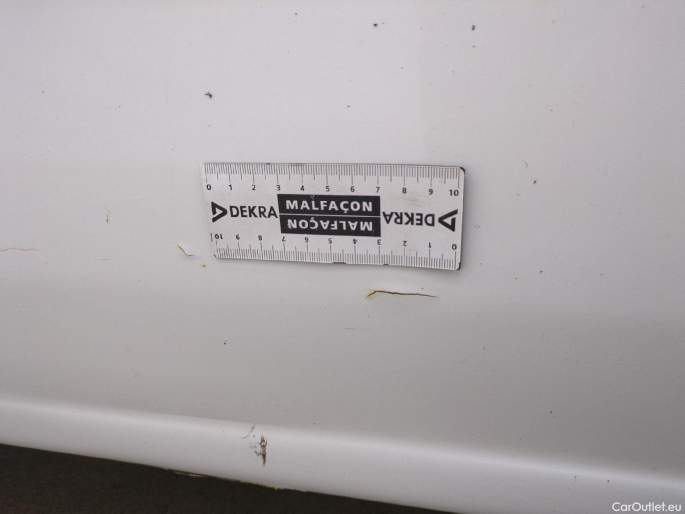 0 1 2 3 4 5 6 7 8 9 10
DEKRA MALFAÇON DEKRA
MALFAÇON
10 9 8 7 6 5 4 3 2 1 0
CarOutlet.eu